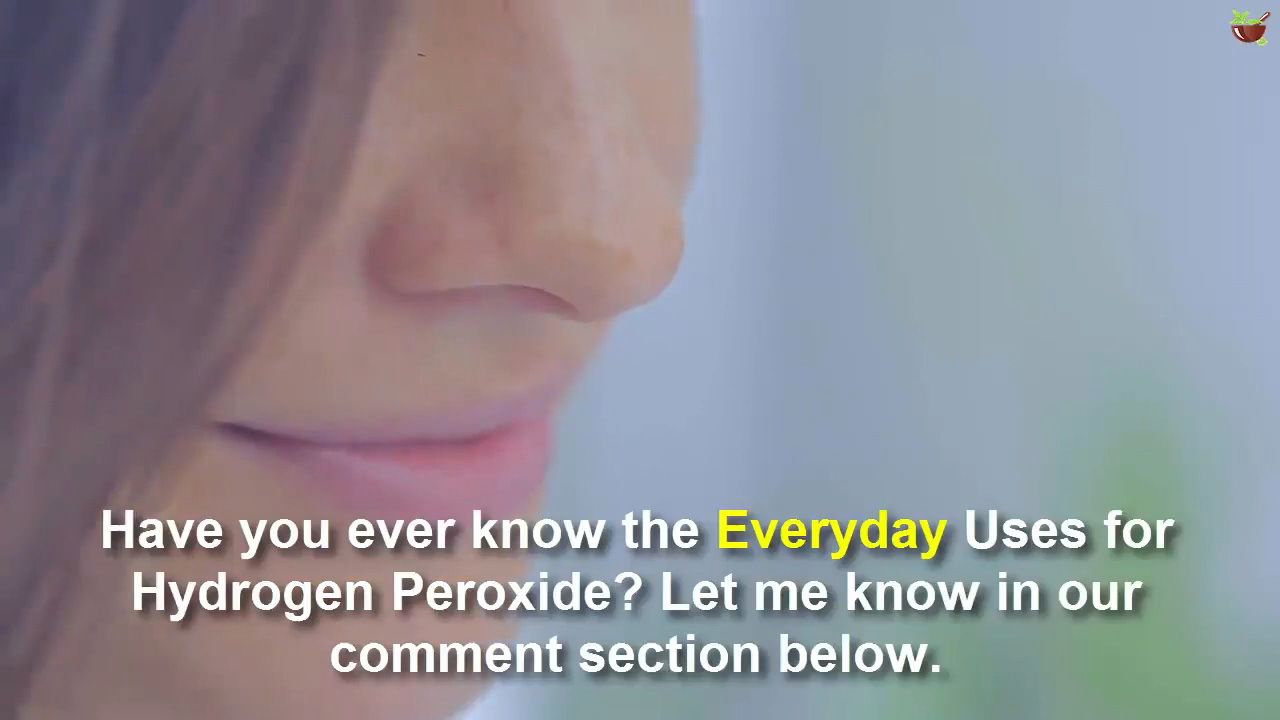 Have you ever know the Everyday Uses for
Hydrogen Peroxide? Let me know in our
comment section below.